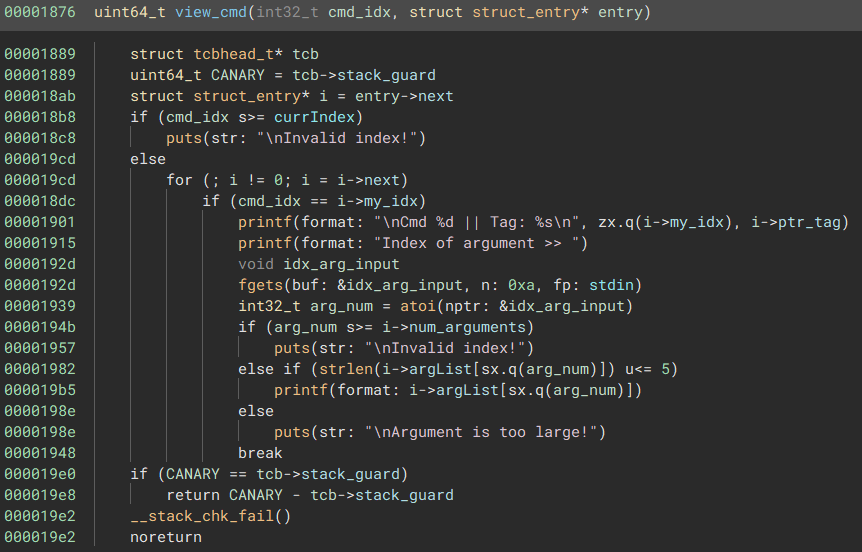 00001876 uint64_t view_cmd(int32_t cmd_idx, struct struct_entry* entry)
00001889 struct tcbhead_t* tcb
00001889 uint64_t CANARY = tcb->stack_guard
000018ab struct struct_entry* i = entry->next
000018b8 if (cmd_idx s>= currIndex)
000018c8 puts(str: "\nInvalid index!")
000019cd else
000019cd for (; i != 0; i = i->next)
000018dc if (cmd_idx == i->my_idx)
00001901 printf(format: "\nCmd %d || Tag: %s\n", zx.q(i->my_idx), i->ptr_tag)
00001915 printf(format: "Index of argument >> ")
0000192d void idx_arg_input
0000192d fgets(buf: &idx_arg_input, n: 0xa, fp: stdin)
00001939 int32_t arg_num = atoi(nptr: &idx_arg_input)
0000194b if (arg_num s>= i->num_arguments)
00001957 puts(str: "\nInvalid index!")
00001982 else if (strlen(i->argList[sx.q(arg_num)]) u<= 5)
000019b5 printf(format: i->argList[sx.q(arg_num)])
0000198e else
0000198e puts(str: "\nArgument is too large!")
00001948 break
000019e0 if (CANARY == tcb->stack_guard)
000019e8 return CANARY - tcb->stack_guard
000019e2 __stack_chk_fail()
000019e2 noreturn